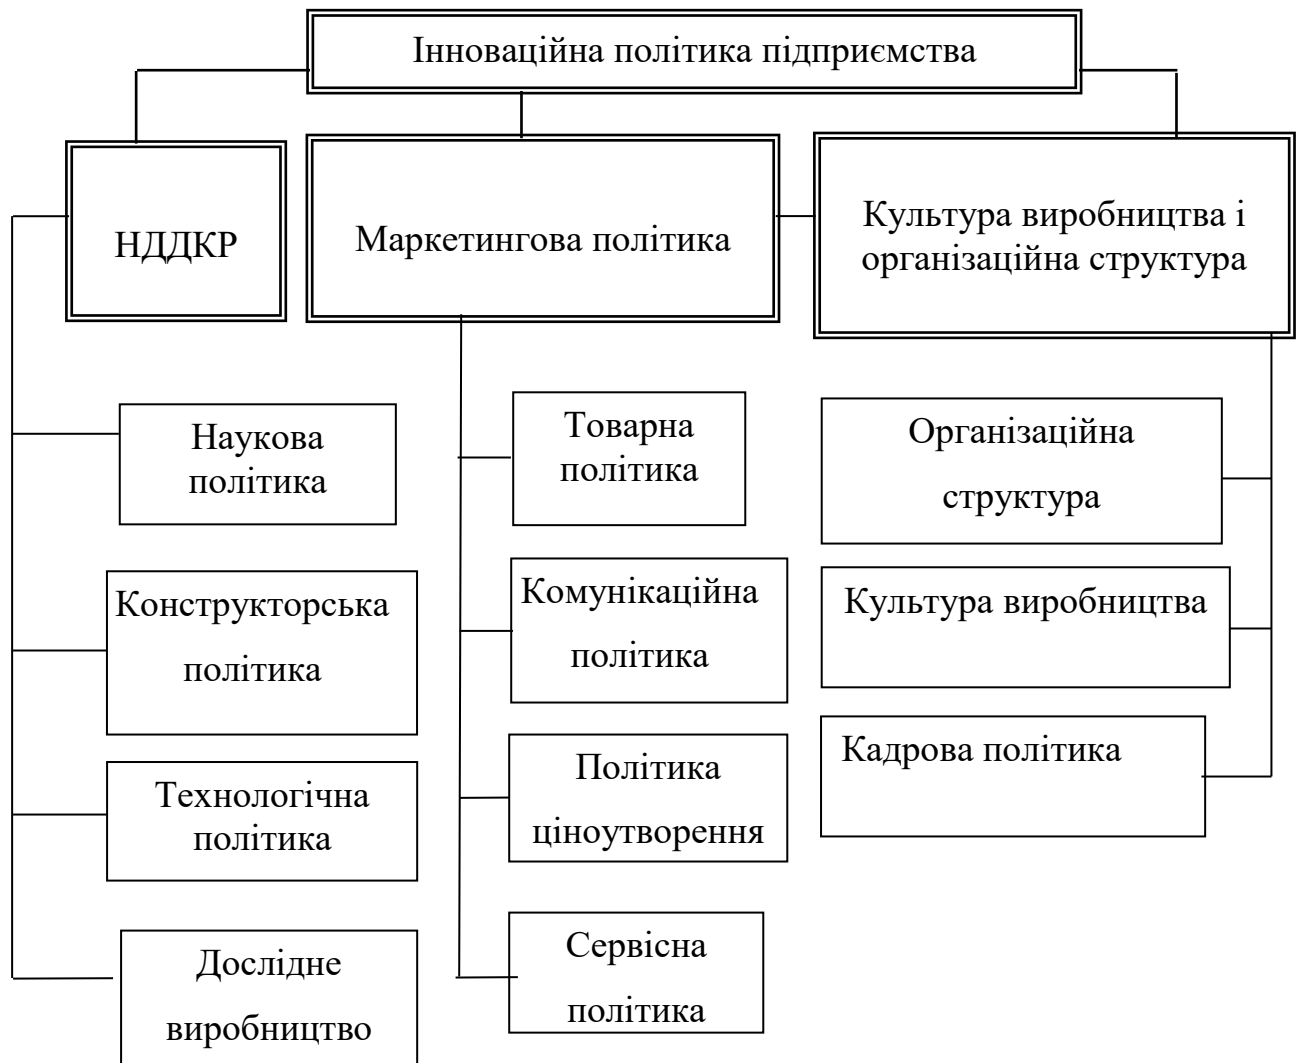 Інноваційна політика підприємства
НДДКР
Маркетингова політика
Культура виробництва і
організаційна структура
Наукова
політика
Конструкторська
політика
Технологічна
політика
Дослідне
виробництво
Товарна
політика
Комунікаційна
політика
Політика
ціноутворення
Сервісна
політика
Організаційна
структура
Культура виробництва
Кадрова політика